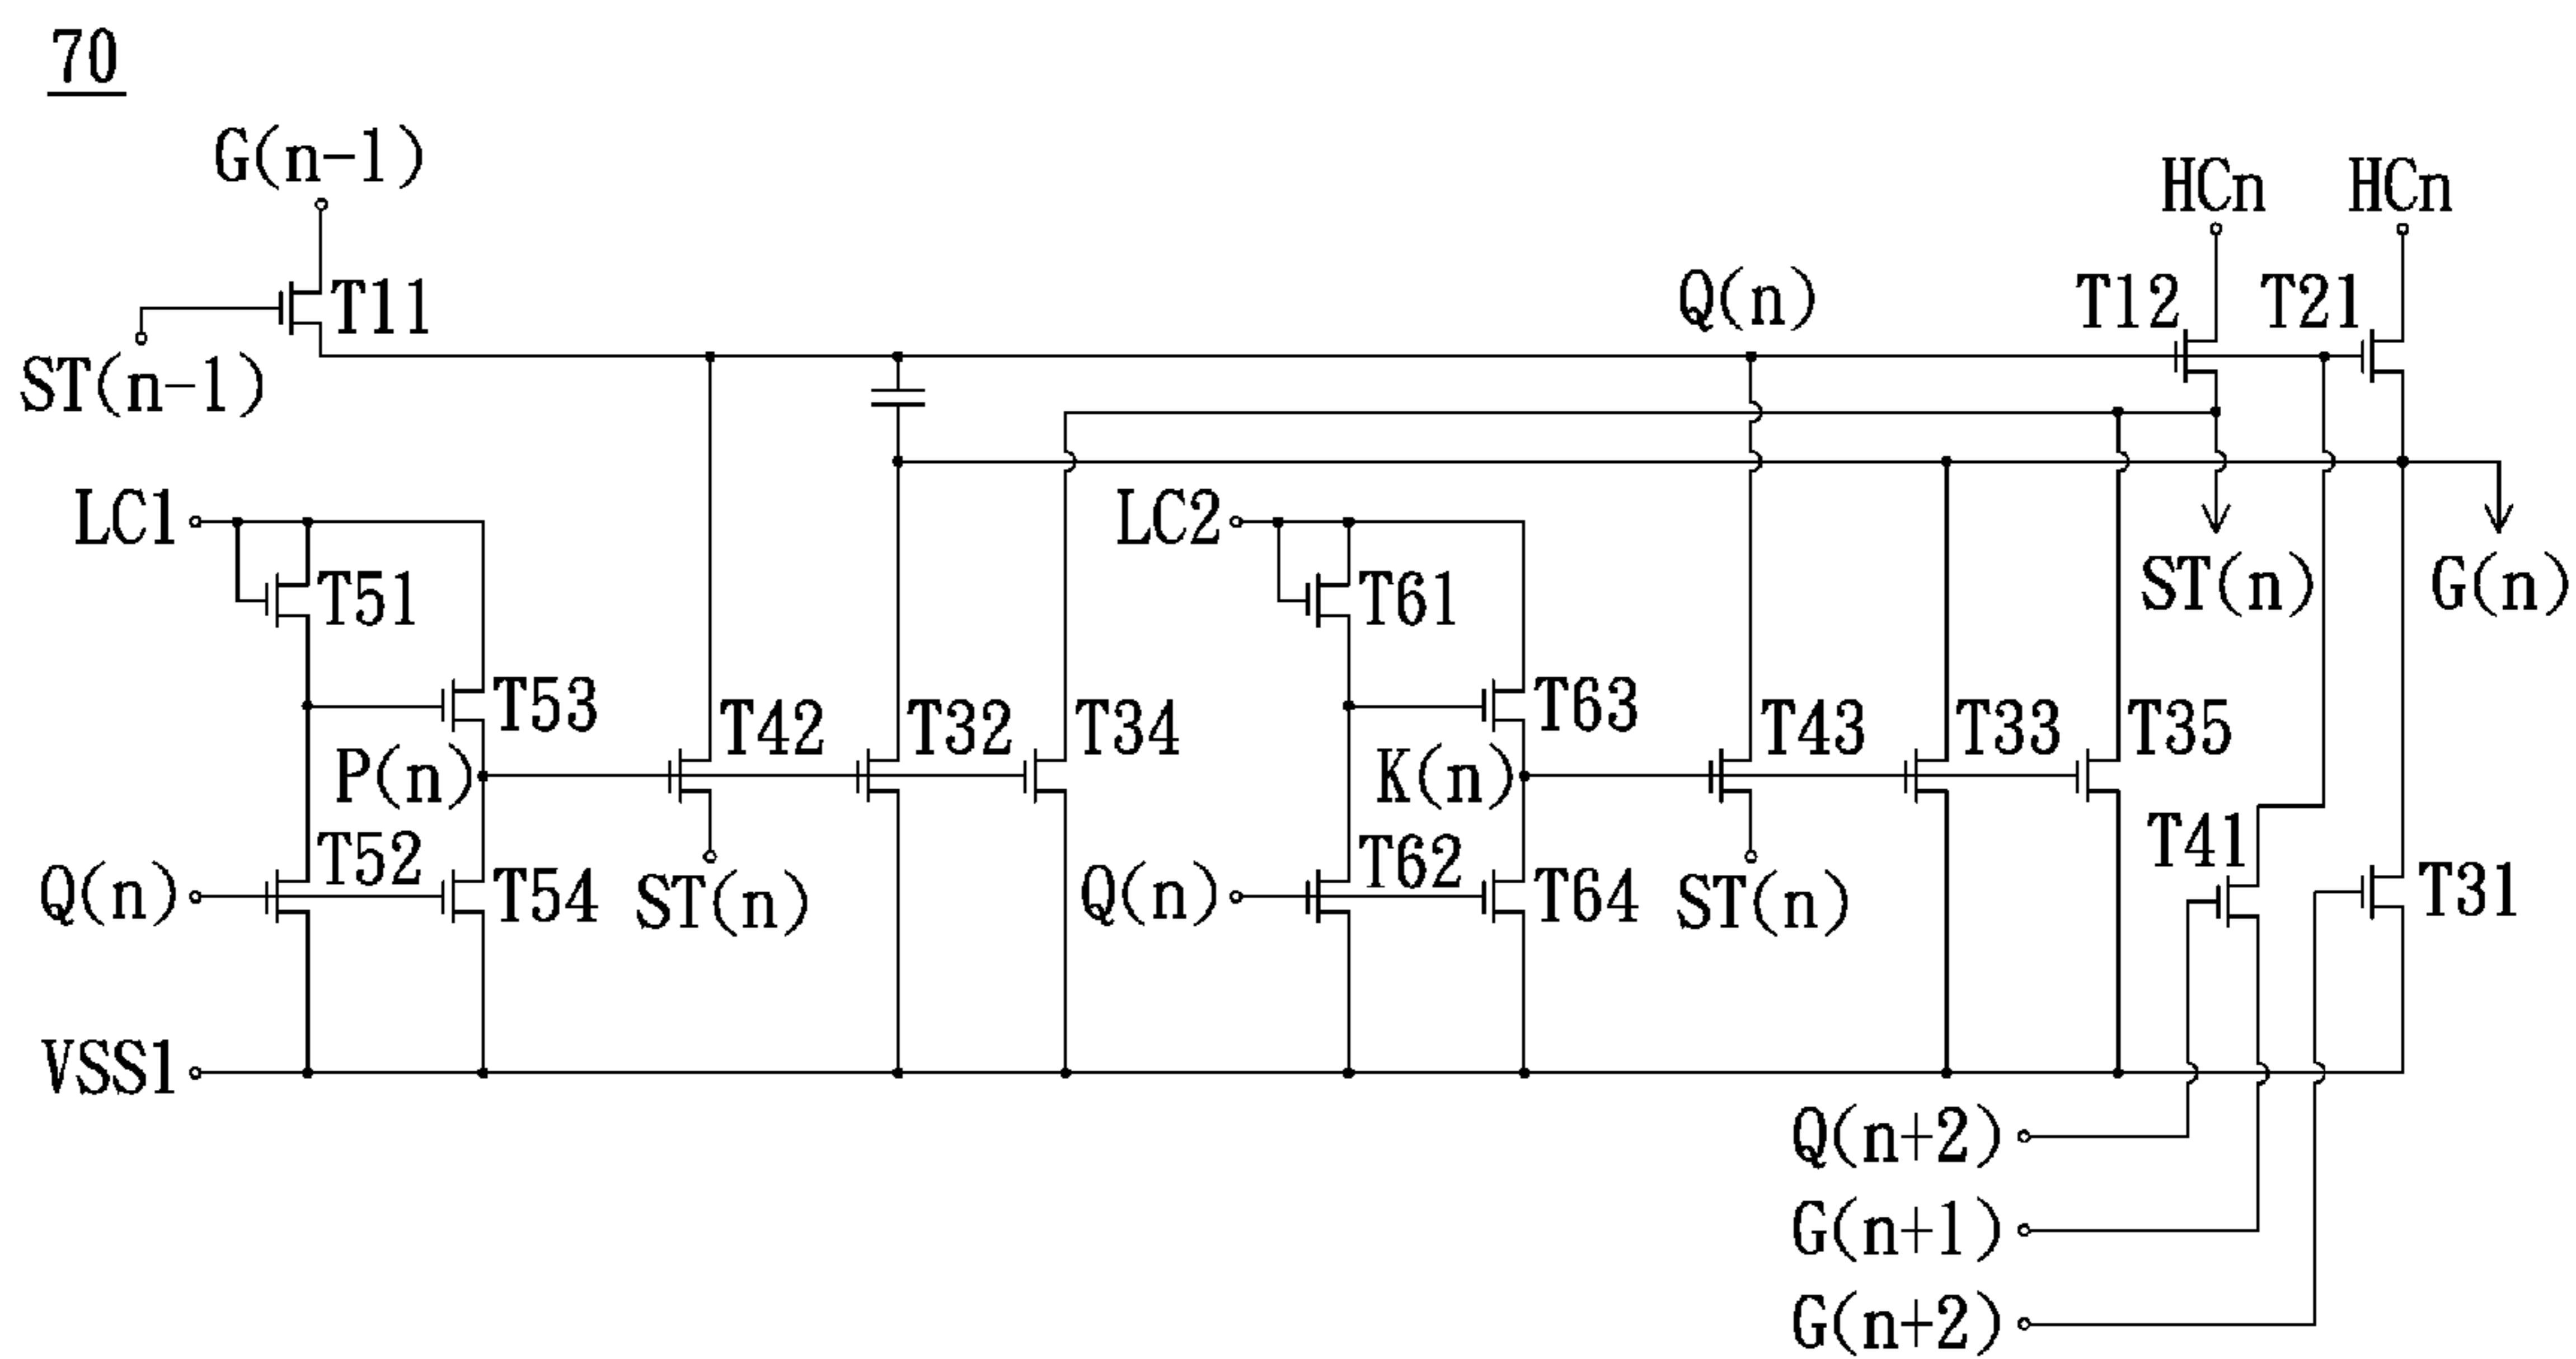 70
G(n-1)
HCn HCn
T11 Q(n) T12 T21
ST(n-1)
LC1 LC2
T51 T61 ST(n) G(n)
T53 T63
T42 T32 T34 T43 T33 T35
P(n) K(n)
T52 T62 T41
Q(n) T54 ST(n) Q(n) T64 ST(n) T31
VSS1
Q(n+2)
G(n+1)
G(n+2)